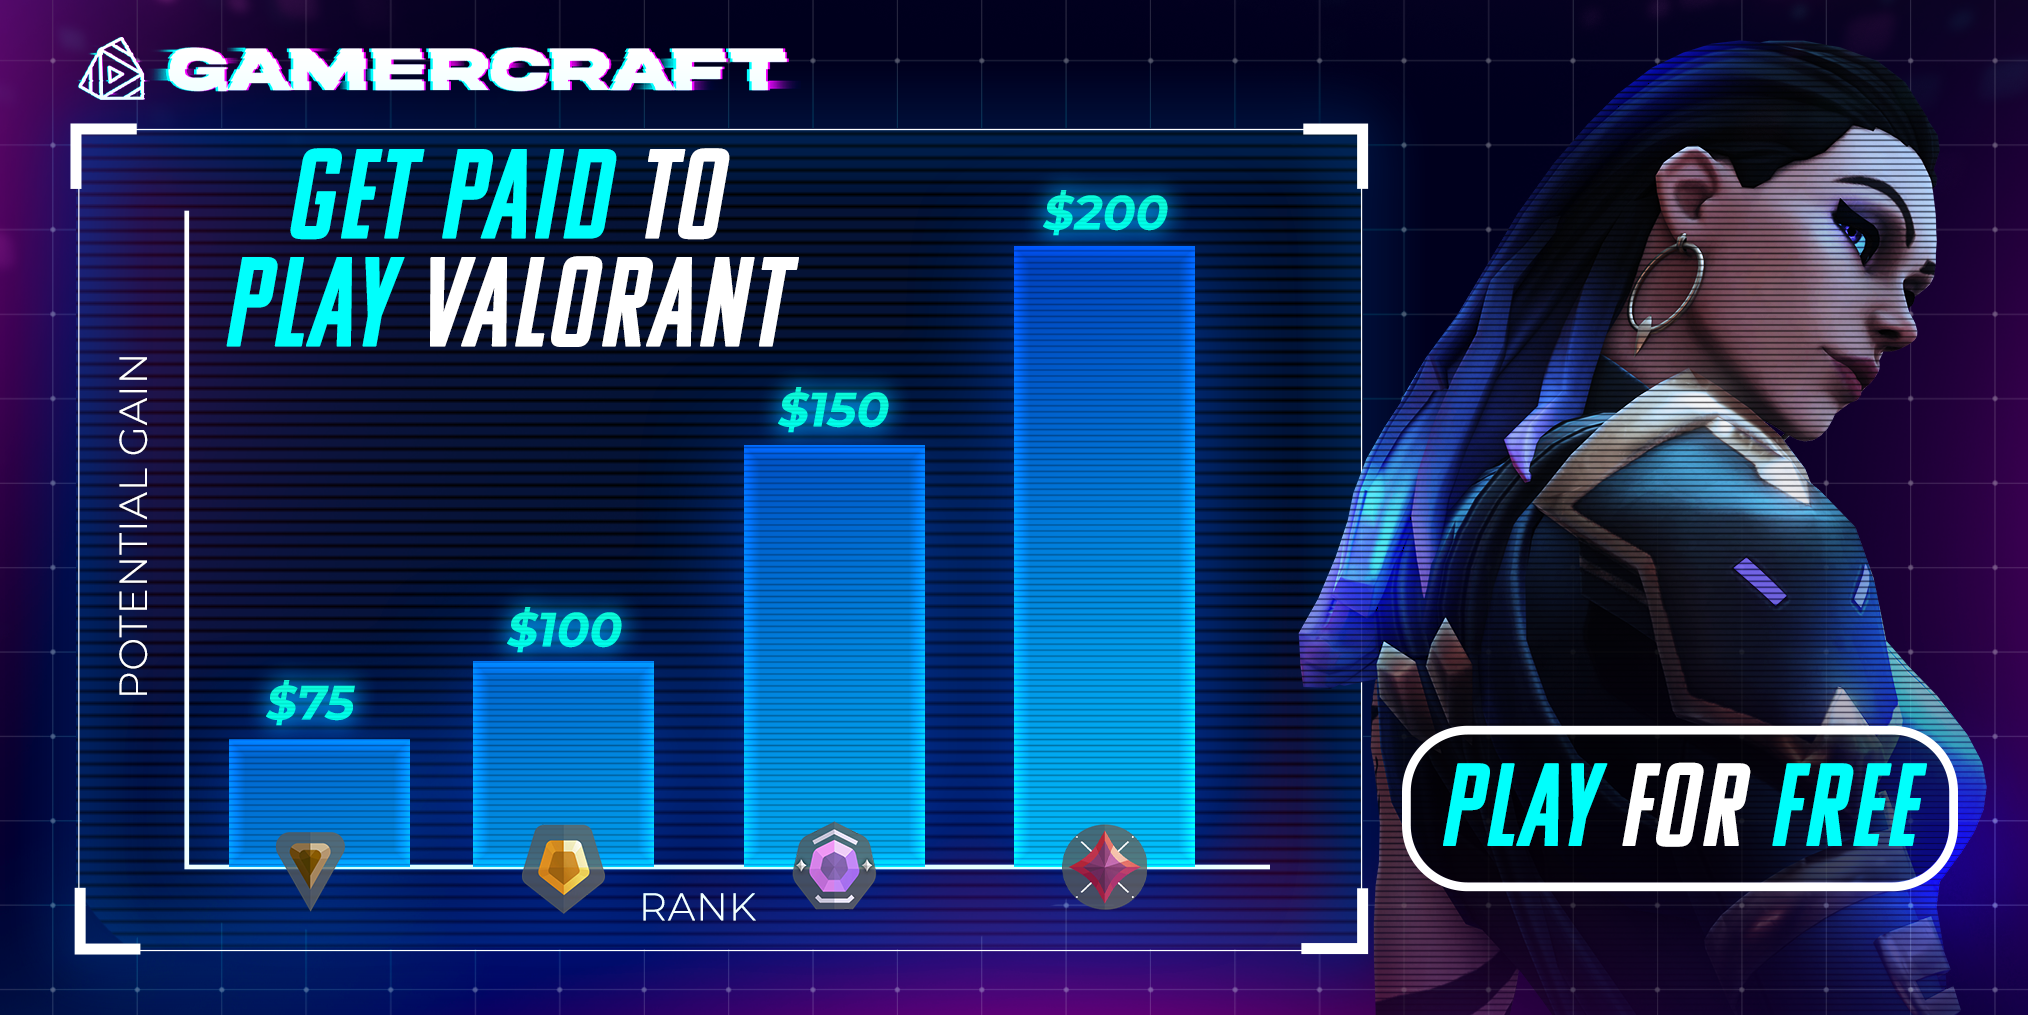 GAMERCRAFT
GET PAID TO
PLAY VALORANT
POTENTIAL GAIN
$75
$100
$150
$200
RANK
PLAY FOR FREE